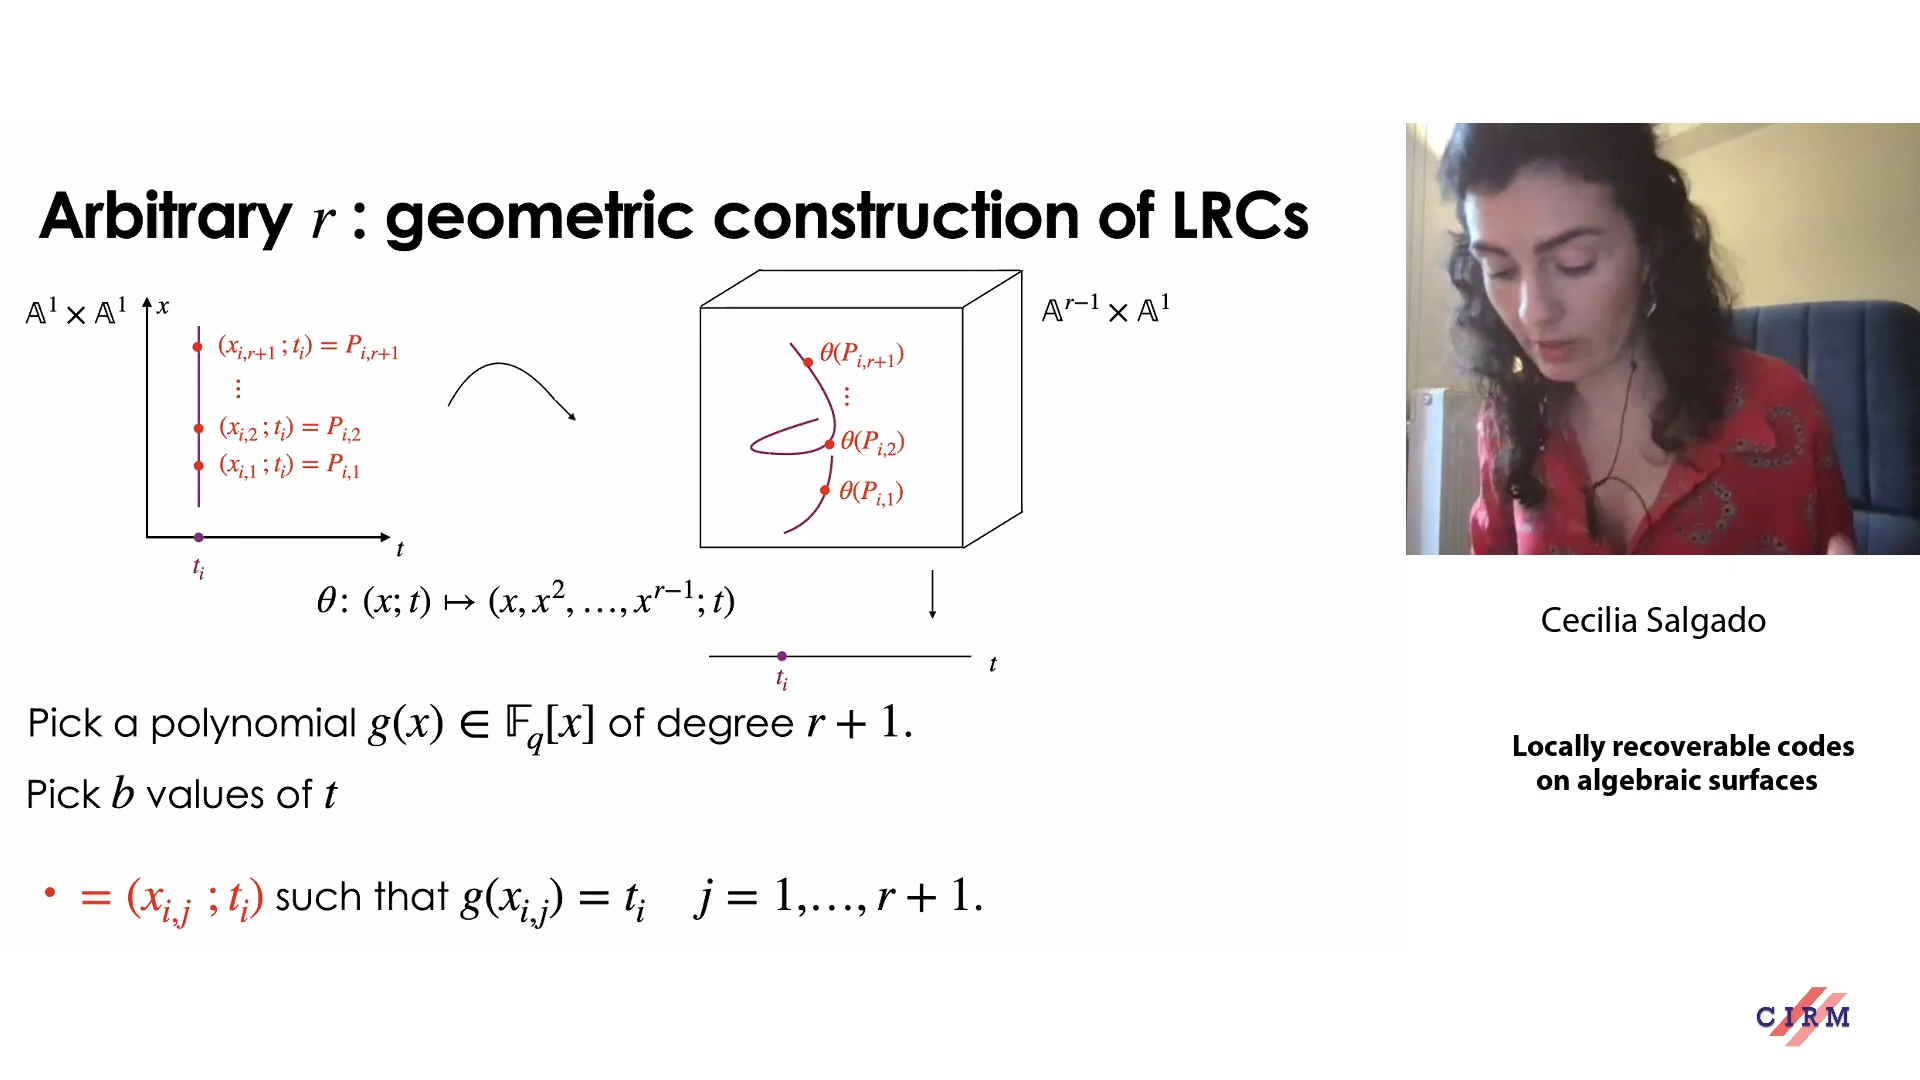 Arbitrary r : geometric construction of LRCs
𝔸¹ × 𝔸¹
x
(x_{i,r+1} ; t_i) = P_{i,r+1}
⋮
(x_{i,2} ; t_i) = P_{i,2}
(x_{i,1} ; t_i) = P_{i,1}
t
t_i
𝔸^{r−1} × 𝔸¹
θ(P_{i,r+1})
⋮
θ(P_{i,2})
θ(P_{i,1})
θ: (x; t) ↦ (x, x², …, x^{r−1}; t)
t
t_i
Pick a polynomial g(x) ∈ 𝔽_q[x] of degree r + 1.
Pick b values of t
• = (x_{i,j} ; t_i) such that g(x_{i,j}) = t_i j = 1,…, r + 1.
Cecilia Salgado
Locally recoverable codes
on algebraic surfaces
CIRM